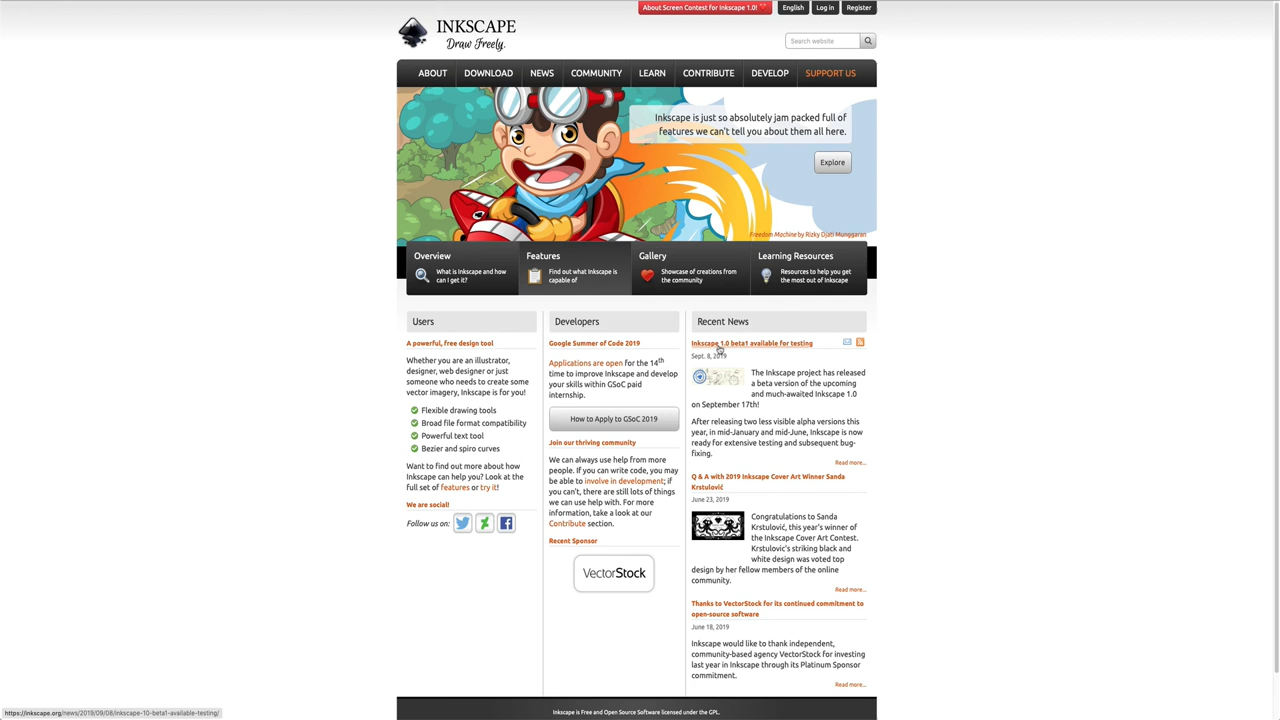 About Screen Contest for Inkscape 1.0!
English
Log in
Register
INKSCAPE
Draw Freely.
Search website
ABOUT
DOWNLOAD
NEWS
COMMUNITY
LEARN
CONTRIBUTE
DEVELOP
SUPPORT US
Inkscape is just so absolutely jam packed full of
features we can't tell you about them all here.
Explore
Freedom Machine by Rizky Djati Munggaran
Overview
What is Inkscape and how
can I get it?
Features
Find out what Inkscape is
capable of
Gallery
Showcase of creations from
the community
Learning Resources
Resources to help you get
the most out of Inkscape
Users
A powerful, free design tool
Whether you are an illustrator,
designer, web designer or just
someone who needs to create some
vector imagery, Inkscape is for you!
Flexible drawing tools
Broad file format compatibility
Powerful text tool
Bezier and spiro curves
Want to find out more about how
Inkscape can help you? Look at the
full set of features or try it!
We are social!
Follow us on:
Developers
Google Summer of Code 2019
Applications are open for the 14th
time to improve Inkscape and develop
your skills within GSoC paid
internship.
How to Apply to GSoC 2019
Join our thriving community
We can always use help from more
people. If you can write code, you may
be able to involve in development; if
you can't, there are still lots of things
we can use help with. For more
information, take a look at our
Contribute section.
Recent Sponsor
VectorStock
Recent News
Inkscape 1.0 beta1 available for testing
Sept. 8, 2019
The Inkscape project has released
a beta version of the upcoming
and much-awaited Inkscape 1.0
on September 17th!
After releasing two less visible alpha versions this
year, in mid-January and mid-June, Inkscape is now
ready for extensive testing and subsequent bug-
fixing.
Read more...
Q & A with 2019 Inkscape Cover Art Winner Sanda
Krstulović
June 23, 2019
Congratulations to Sanda
Krstulović, this year's winner of
the Inkscape Cover Art Contest.
Krstulovic's striking black and
white design was voted top
design by her fellow members of the online
community.
Read more...
Thanks to VectorStock for its continued commitment to
open-source software
June 18, 2019
Inkscape would like to thank independent,
community-based agency VectorStock for investing
last year in Inkscape through its Platinum Sponsor
commitment.
Read more...
Inkscape is Free and Open Source Software licensed under the GPL.
https://inkscape.org/news/2019/09/08/inkscape-10-beta1-available-testing/